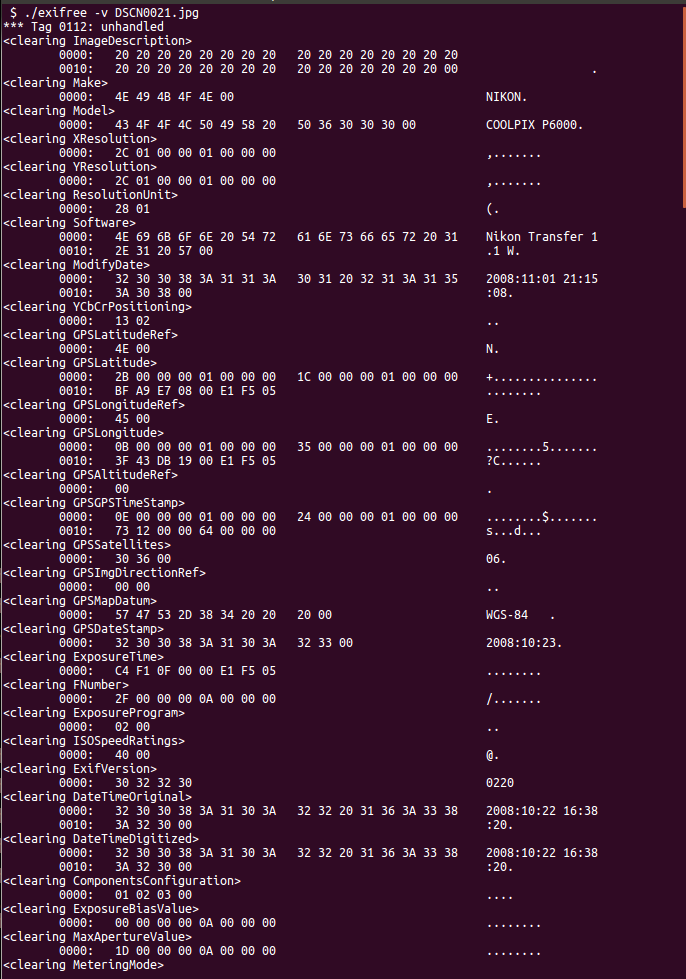 $ ./exifree -v DSCN0021.jpg
*** Tag 0112: unhandled
<clearing ImageDescription>
0000: 20 20 20 20 20 20 20 20 20 20 20 20 20 20 20 20
0010: 20 20 20 20 20 20 20 20 20 20 20 20 20 20 20 00 .
<clearing Make>
0000: 4E 49 4B 4F 4E 00 NIKON.
<clearing Model>
0000: 43 4F 4F 4C 50 49 58 20 50 36 30 30 30 00 COOLPIX P6000.
<clearing XResolution>
0000: 2C 01 00 00 01 00 00 00 ,.......
<clearing YResolution>
0000: 2C 01 00 00 01 00 00 00 ,.......
<clearing ResolutionUnit>
0000: 28 01 (.
<clearing Software>
0000: 4E 69 6B 6F 6E 20 54 72 61 6E 73 66 65 72 20 31 Nikon Transfer 1
0010: 2E 31 20 57 00 .1 W.
<clearing ModifyDate>
0000: 32 30 30 38 3A 31 31 3A 30 31 20 32 31 3A 31 35 2008:11:01 21:15
0010: 3A 30 38 00 :08.
<clearing YCbCrPositioning>
0000: 13 02 ..
<clearing GPSLatitudeRef>
0000: 4E 00 N.
<clearing GPSLatitude>
0000: 2B 00 00 00 01 00 00 00 1C 00 00 00 01 00 00 00 +...............
0010: BF A9 E7 08 00 E1 F5 05 ........
<clearing GPSLongitudeRef>
0000: 45 00 E.
<clearing GPSLongitude>
0000: 0B 00 00 00 01 00 00 00 35 00 00 00 01 00 00 00 ........5.......
0010: 3F 43 DB 19 00 E1 F5 05 ?C......
<clearing GPSAltitudeRef>
0000: 00 .
<clearing GPSGPSTimeStamp>
0000: 0E 00 00 00 01 00 00 00 24 00 00 00 01 00 00 00 ........$.......
0010: 73 12 00 00 64 00 00 00 s...d...
<clearing GPSSatellites>
0000: 30 36 00 06.
<clearing GPSImgDirectionRef>
0000: 00 00 ..
<clearing GPSMapDatum>
0000: 57 47 53 2D 38 34 20 20 20 00 WGS-84 .
<clearing GPSDateStamp>
0000: 32 30 30 38 3A 31 30 3A 32 33 00 2008:10:23.
<clearing ExposureTime>
0000: C4 F1 0F 00 00 E1 F5 05 ........
<clearing FNumber>
0000: 2F 00 00 00 0A 00 00 00 /.......
<clearing ExposureProgram>
0000: 02 00 ..
<clearing ISOSpeedRatings>
0000: 40 00 @.
<clearing ExifVersion>
0000: 30 32 32 30 0220
<clearing DateTimeOriginal>
0000: 32 30 30 38 3A 31 30 3A 32 32 20 31 36 3A 33 38 2008:10:22 16:38
0010: 3A 32 30 00 :20.
<clearing DateTimeDigitized>
0000: 32 30 30 38 3A 31 30 3A 32 32 20 31 36 3A 33 38 2008:10:22 16:38
0010: 3A 32 30 00 :20.
<clearing ComponentsConfiguration>
0000: 01 02 03 00 ....
<clearing ExposureBiasValue>
0000: 00 00 00 00 0A 00 00 00 ........
<clearing MaxApertureValue>
0000: 1D 00 00 00 0A 00 00 00 ........
<clearing MeteringMode>